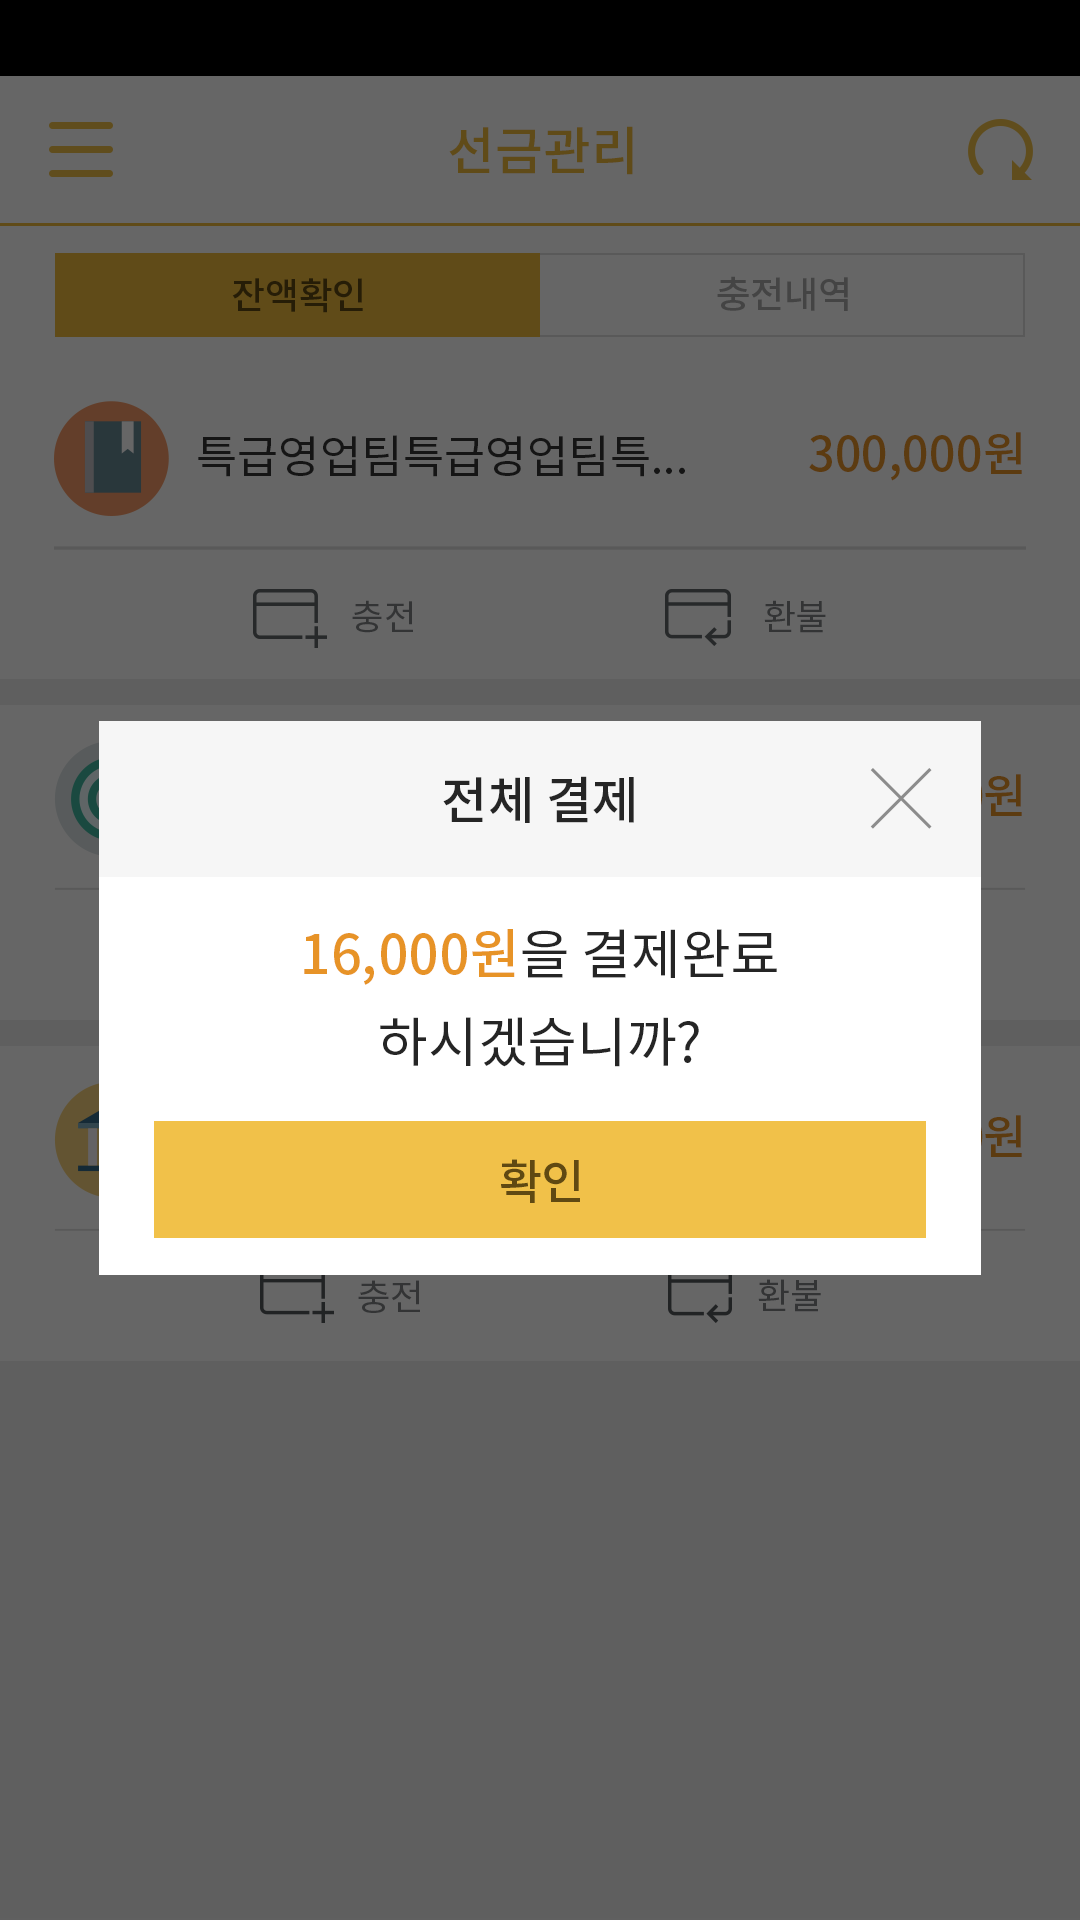 선금관리
잔액확인
충전내역
특급영업팀특급영업팀특...
300,000원
충전
환불
원
전체 결제
16,000원을 결제완료
하시겠습니까?
확인
원
충전
환불